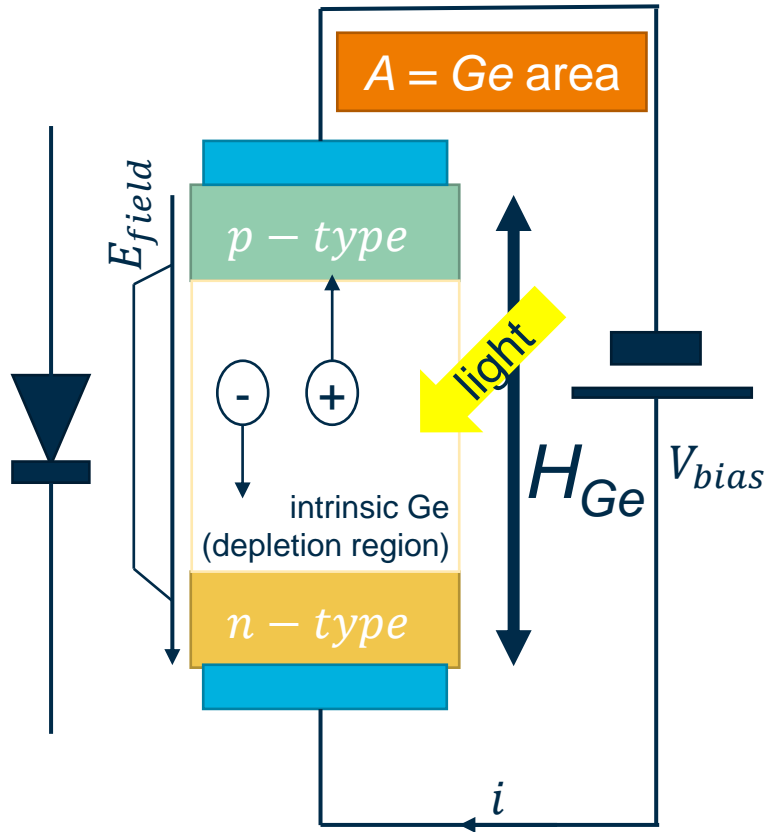 A = Ge area
E_field
p − type
light
-
+
H_Ge
V_bias
intrinsic Ge
(depletion region)
n − type
i